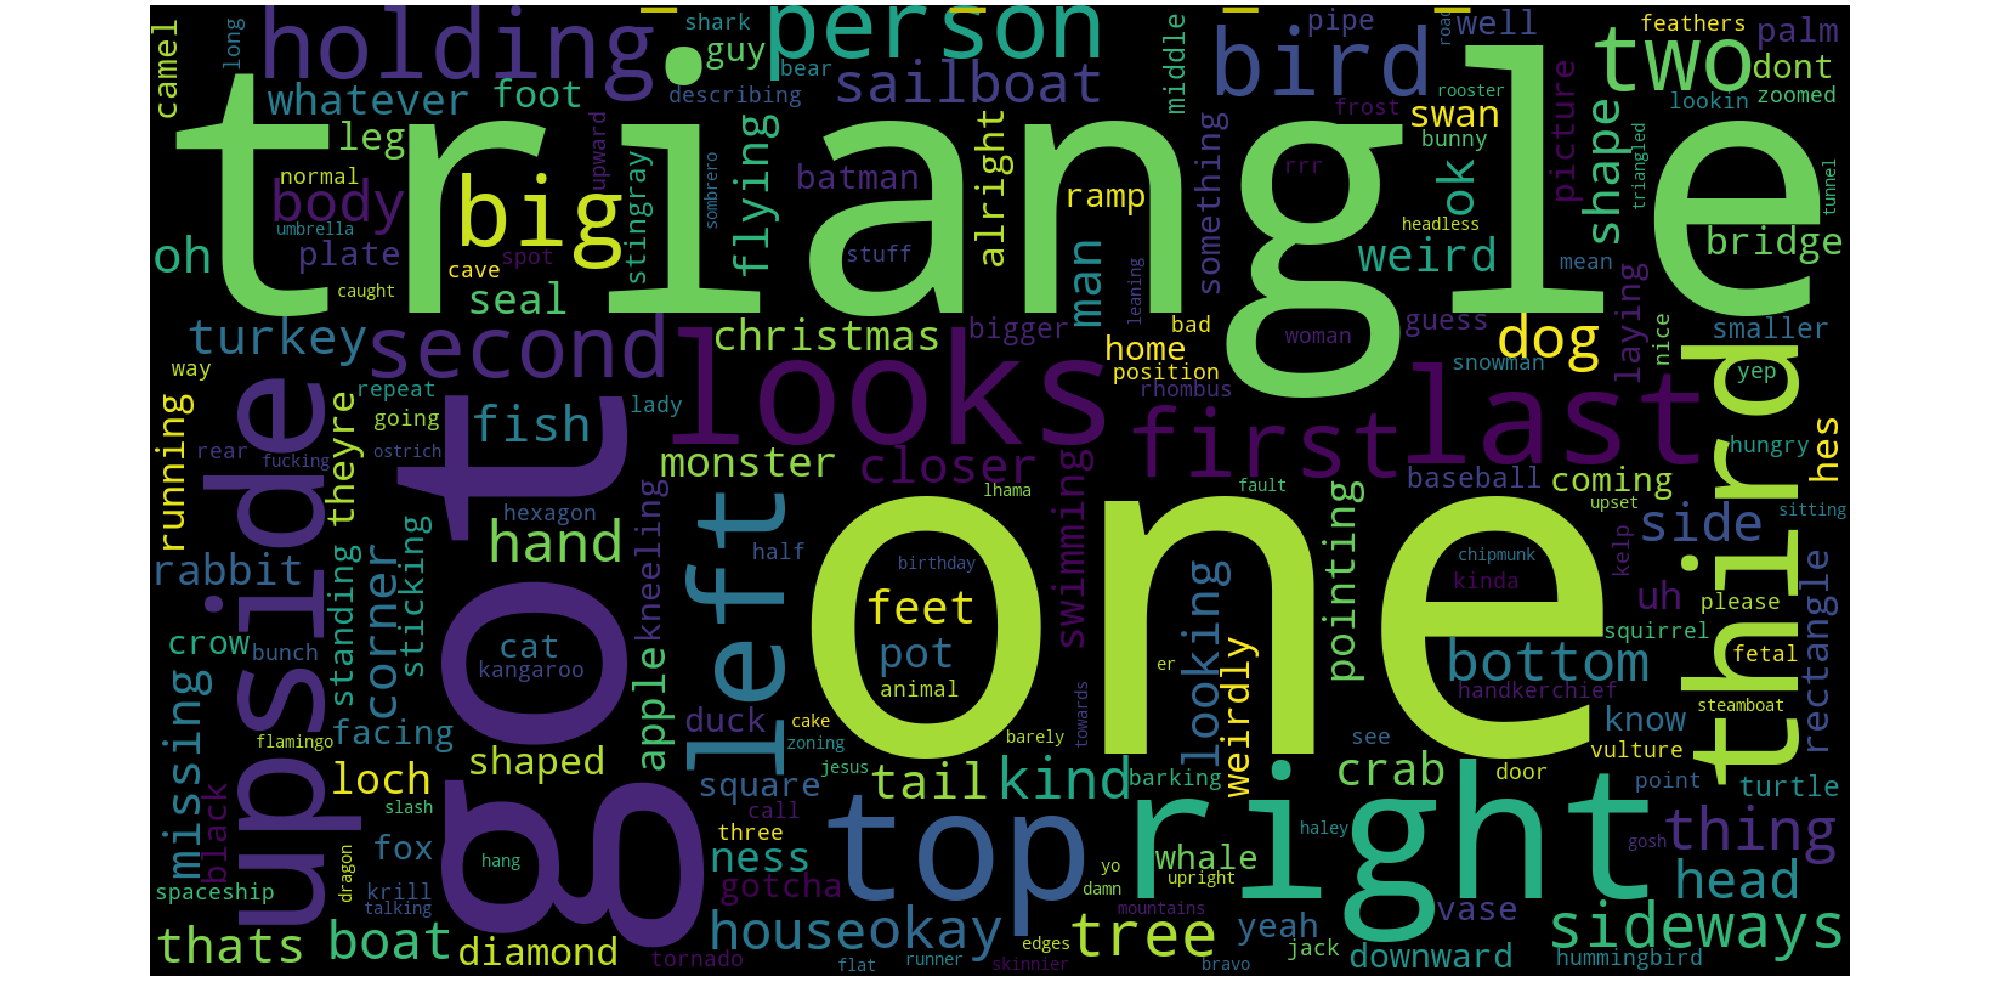 holding person bird two
camel long shark guy bear pipe well feathers palm
whatever foot describing sailboat middle rooster road dont
lookin zoomed
triangle
leg upward frost swan bunny picture shape triangled
normal body big stingray sombrero flying batman alright ramp something rrr ok tunnel
umbrella headless
oh plate cave spot stuff man weird mean bridge
caught seal leaning
turkey second christmas bigger home bad woman guess dog laying nice smaller
way position rhombus snowman yep
looks first last third
running repeat going fish lady
upside rear fucking theyre ostrich monster closer swimming baseball coming hungry hes
got left one
lhama fault upset sitting
hexagon hand kneeling half birthday pointing chipmunk kelp side
rabbit corner standing sticking feet kinda uh please rectangle
crow bunch cat kangaroo pot looking bottom squirrel fetal
missing apple animal er weirdly handkerchief
facing duck cake towards know steamboat
flamingo shaped zoning barely see vulture
loch square jesus tail kind barking crab door point turtle
black slash call top right
fox three haley thing
dragon hang ness yo whale gosh
spaceship krill gotcha damn upright head
talking mountains vase
thats boat diamond house okay edges tree yeah jack sideways
tornado flat runner skinnier bravo downward hummingbird